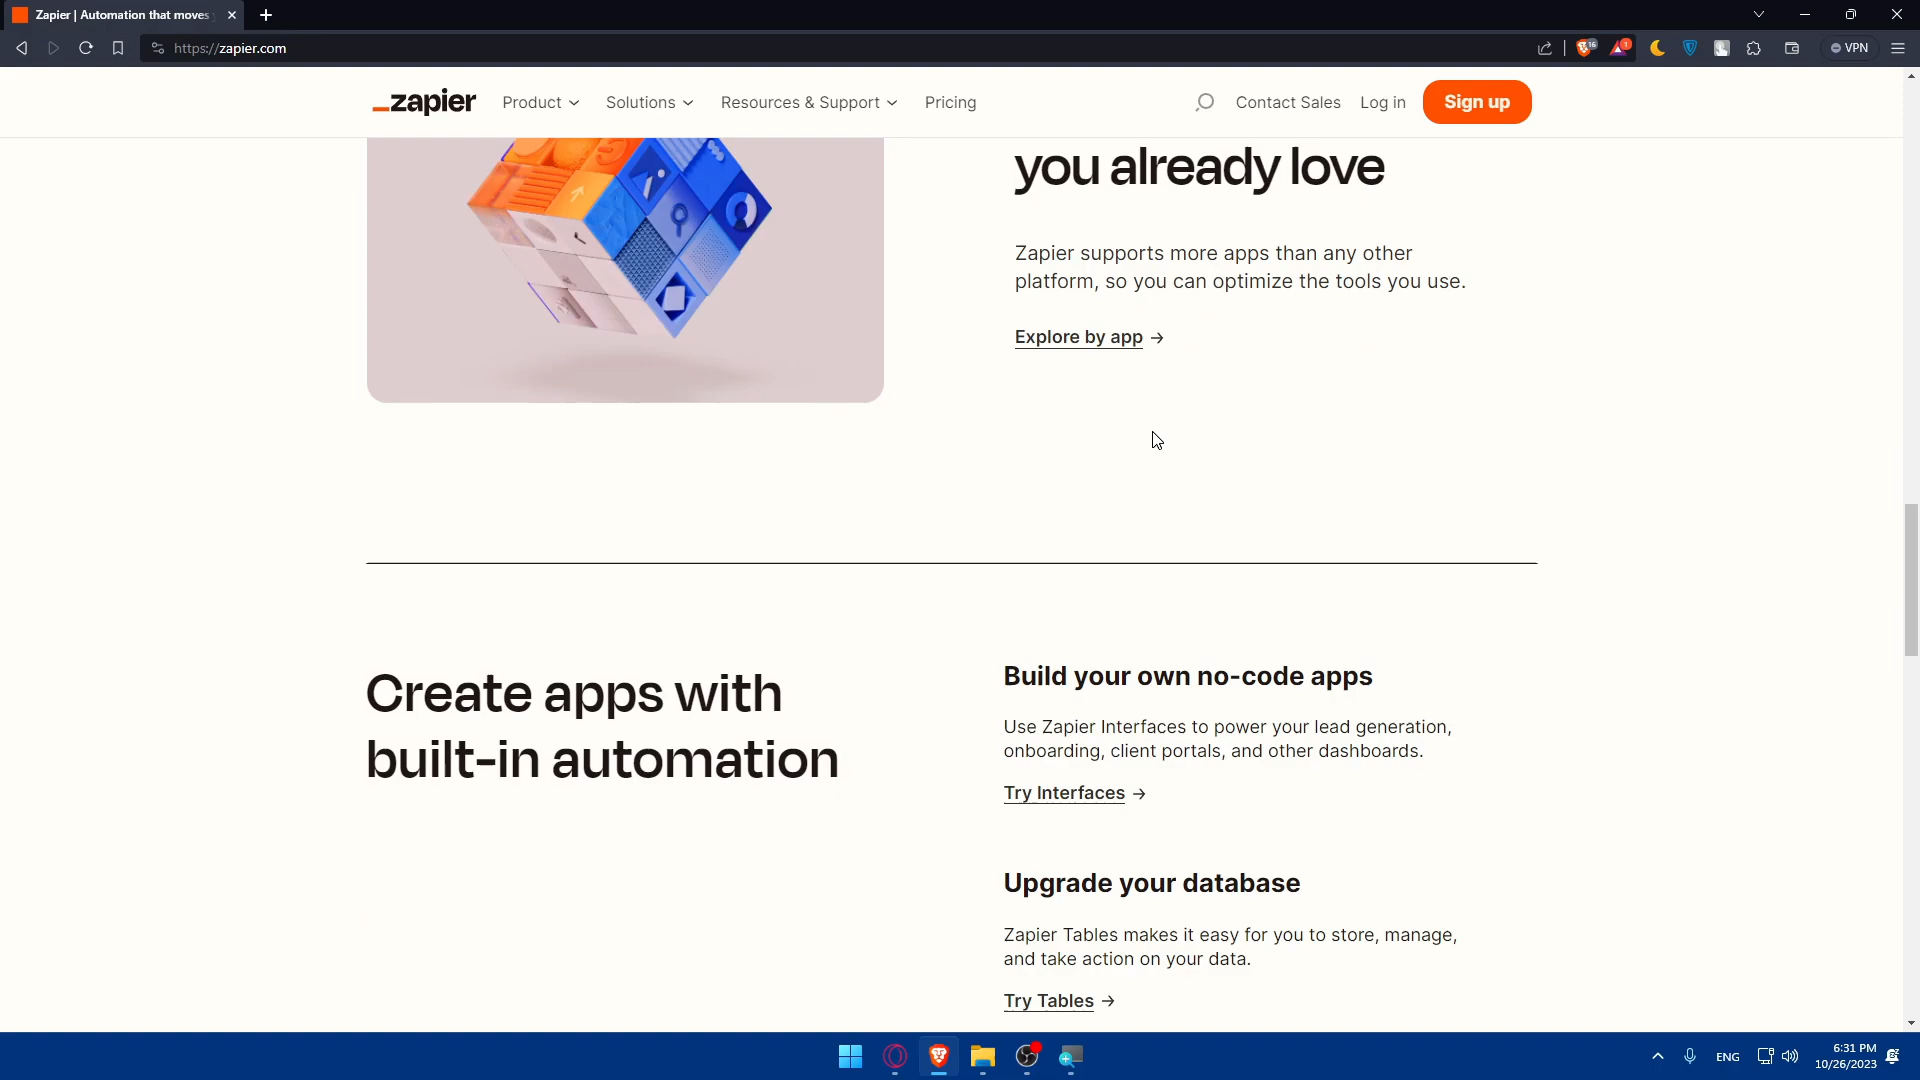 Zapier | Automation that moves
https://zapier.com
16
1
VPN
zapier
Product
Solutions
Resources & Support
Pricing
Contact Sales
Log in
Sign up
you already love
Zapier supports more apps than any other
platform, so you can optimize the tools you use.
Explore by app →
Create apps with
built-in automation
Build your own no-code apps
Use Zapier Interfaces to power your lead generation,
onboarding, client portals, and other dashboards.
Try Interfaces →
Upgrade your database
Zapier Tables makes it easy for you to store, manage,
and take action on your data.
Try Tables →
ENG
6:31 PM
10/26/2023